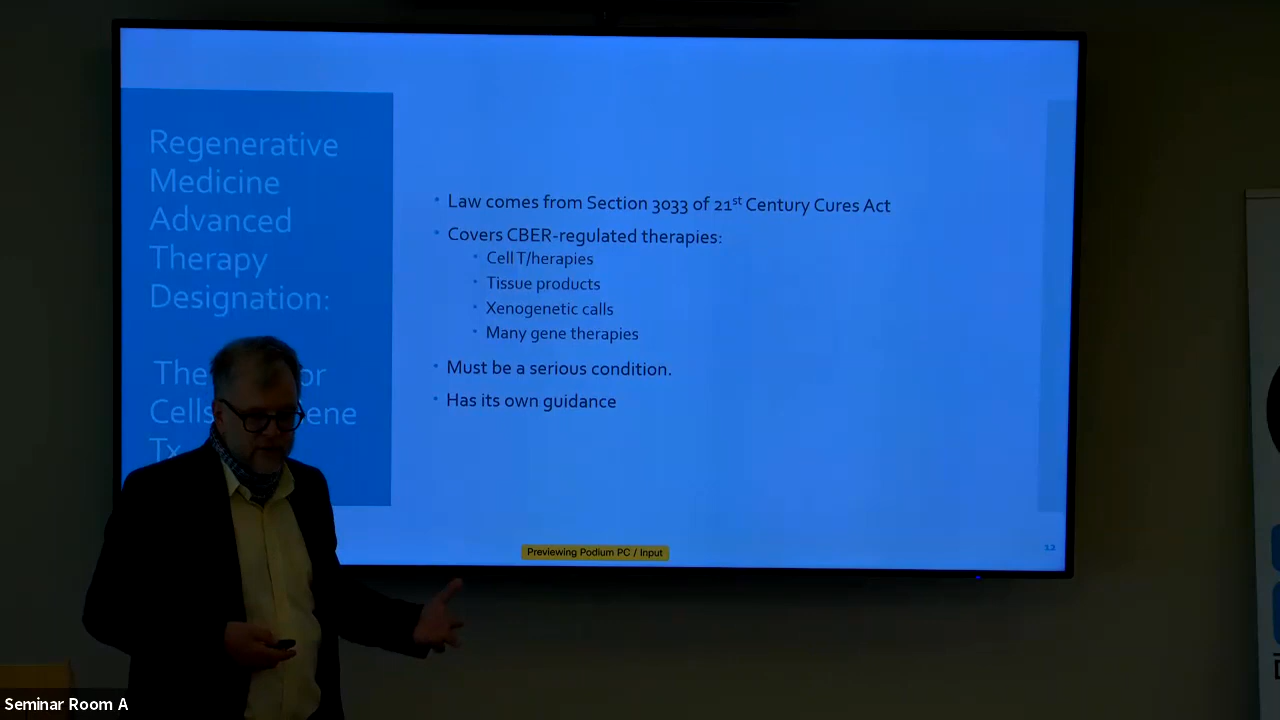 Regenerative
Medicine
Advanced
Therapy
Designation:
The
Cells
Tx
Law comes from Section 3033 of 21st Century Cures Act
Covers CBER-regulated therapies:
Cell T/herapies
Tissue products
Xenogenetic calls
Many gene therapies
Must be a serious condition.
Has its own guidance
Previewing Podium PC / Input
12
Seminar Room A